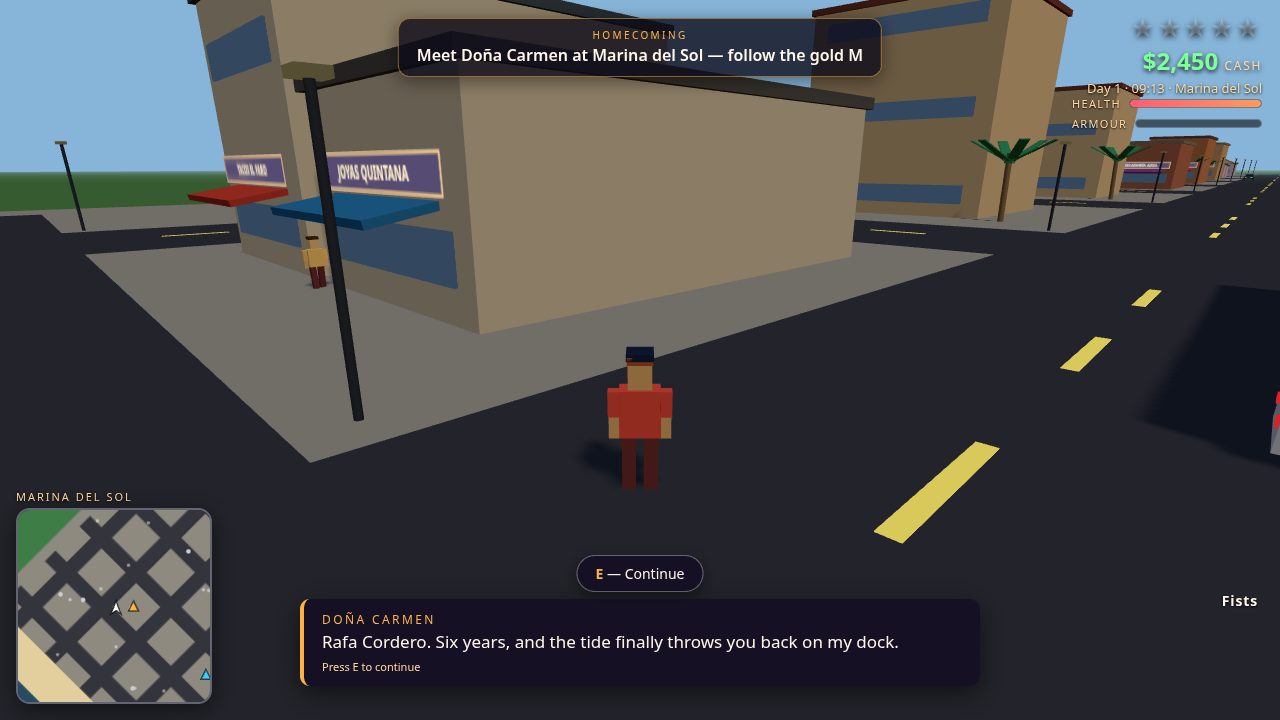 HOMECOMING
Meet Doña Carmen at Marina del Sol — follow the gold M
$2,450 CASH
Day 1 · 09:13 · Marina del Sol
HEALTH
ARMOUR
JOYAS QUINTANA
MARINA DEL SOL
E — Continue
DOÑA CARMEN
Rafa Cordero. Six years, and the tide finally throws you back on my dock.
Press E to continue
Fists